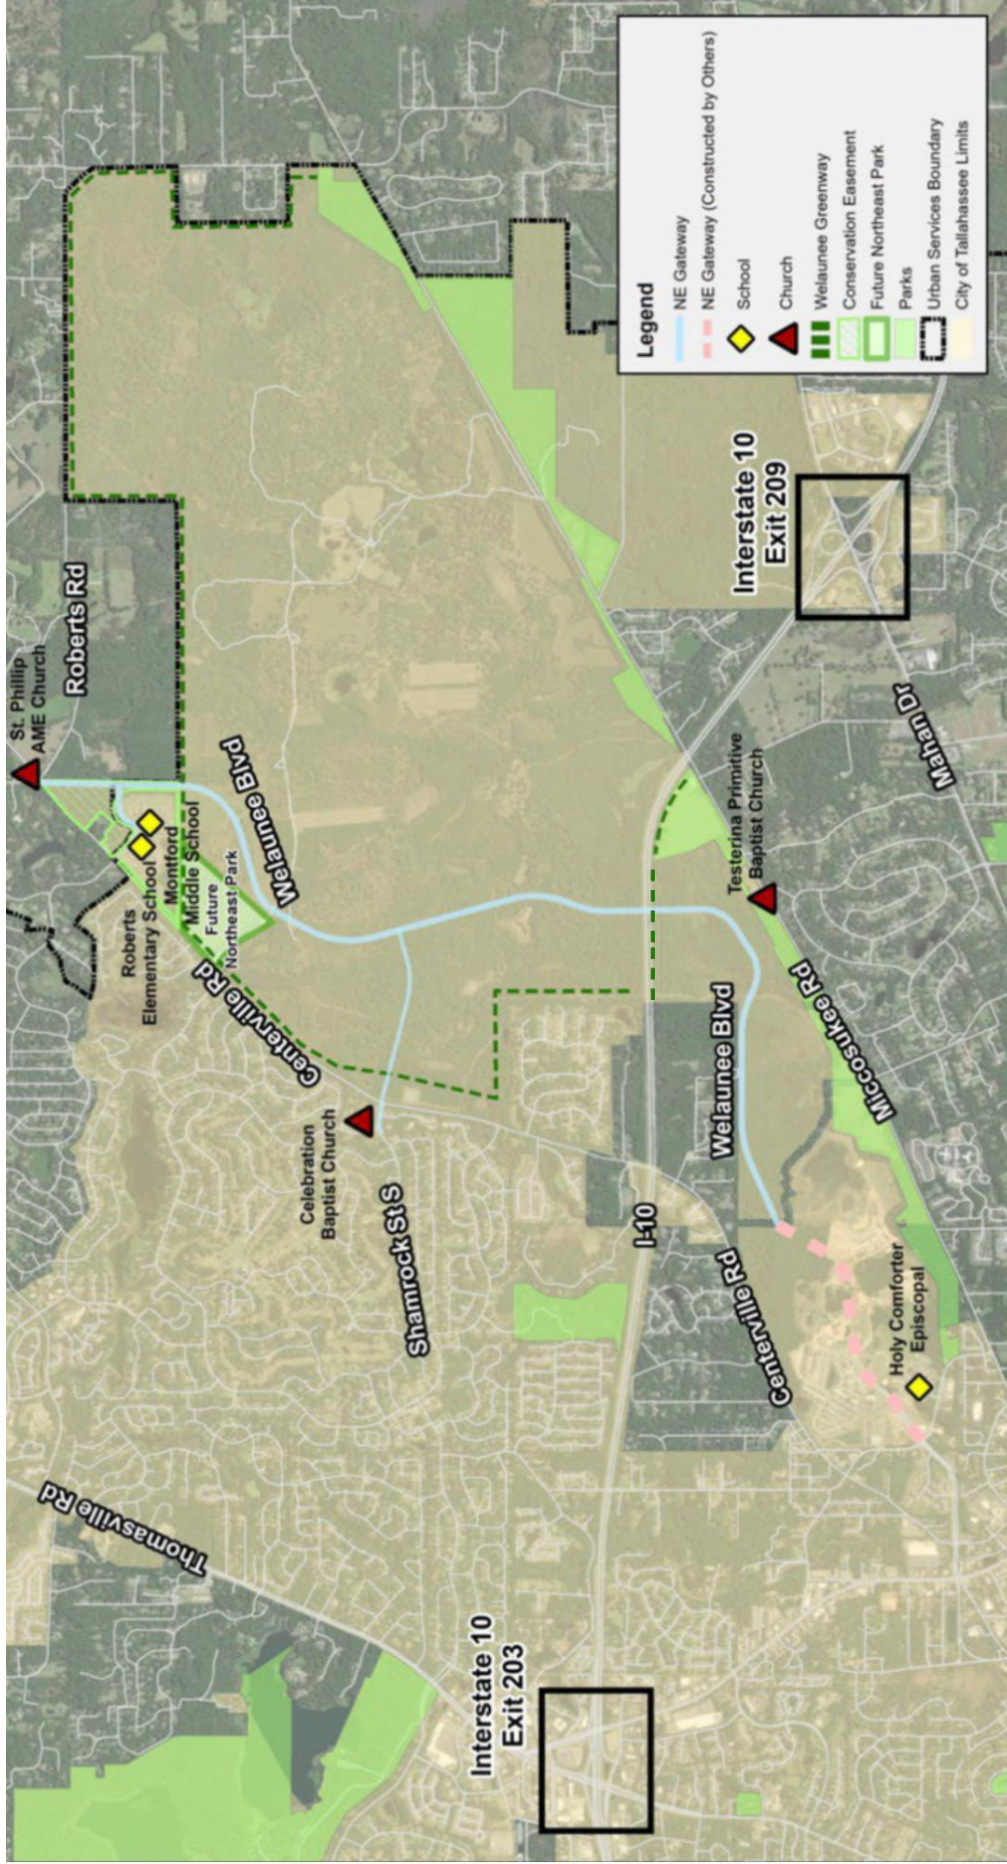 St. Phillip
AME Church
Roberts Rd
Roberts
Elementary School
Montford
Middle School
Future
Northeast Park
Welaunee Blvd
Centerville Rd
Celebration
Baptist Church
Shamrock St S
Thomasville Rd
Interstate 10
Exit 203
I-10
Centerville Rd
Welaunee Blvd
Testerina Primitive
Baptist Church
Miccosukee Rd
Holy Comforter
Episcopal
Mahan Dr
Interstate 10
Exit 209
Legend
NE Gateway
NE Gateway (Constructed by Others)
School
Church
Welaunee Greenway
Conservation Easement
Future Northeast Park
Parks
Urban Services Boundary
City of Tallahassee Limits